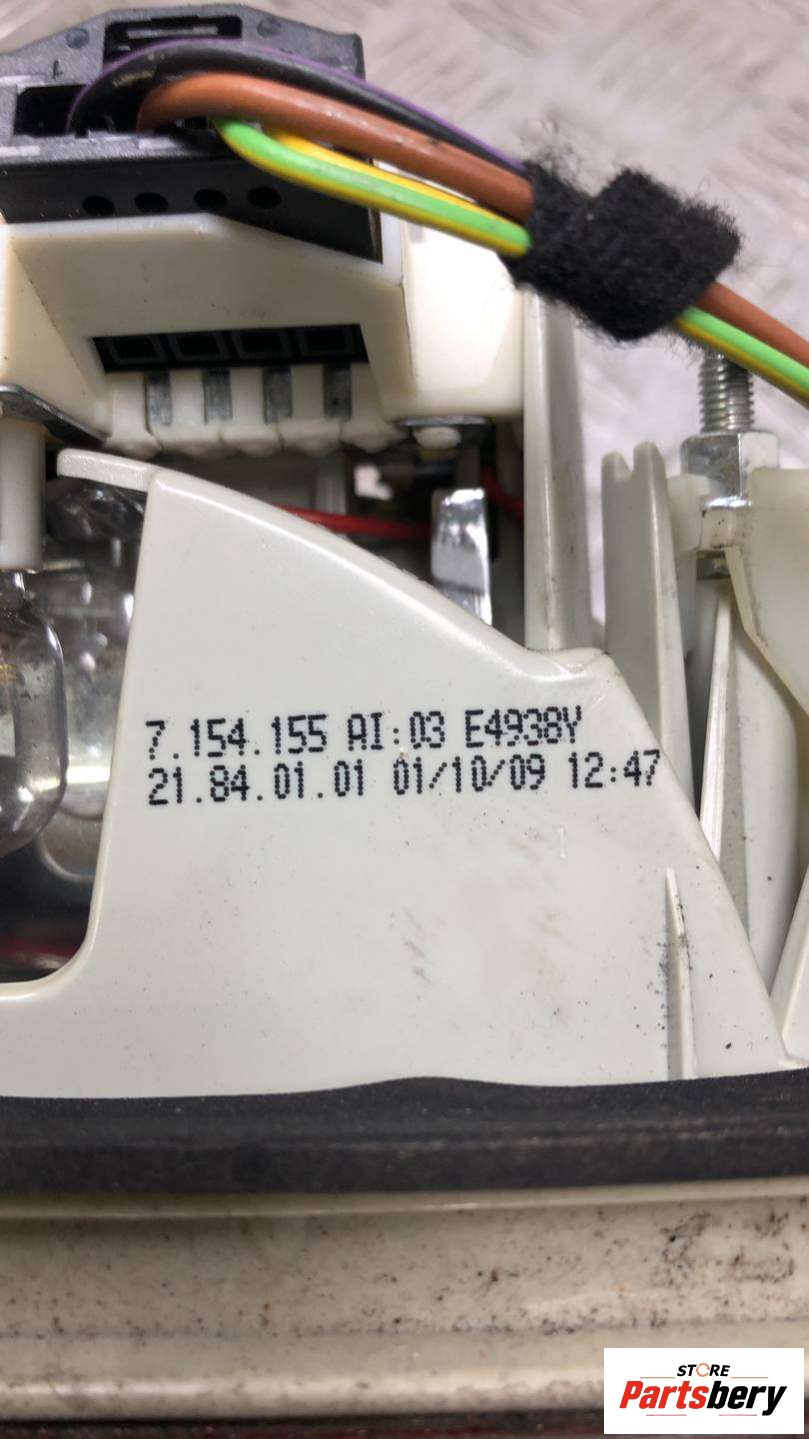 7.154.155 AI:03 E4938Y
21.84.01.01 01/10/09 12:47
STORE
Partsbery